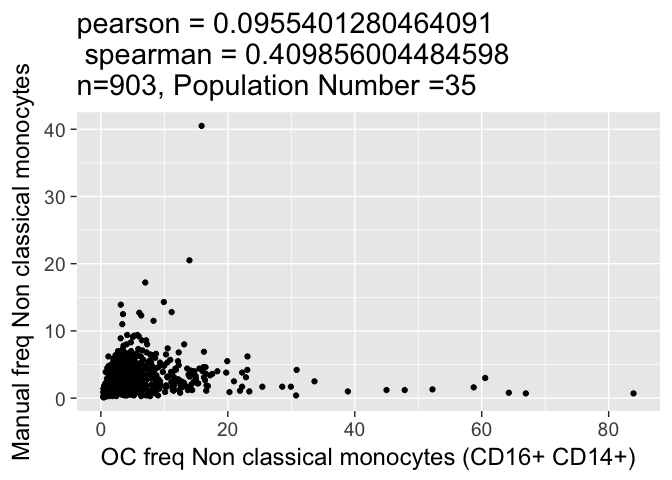 pearson = 0.0955401280464091
spearman = 0.409856004484598
n=903, Population Number =35
Manual freq Non classical monocytes
40
30
20
10
0
0 20 40 60 80
OC freq Non classical monocytes (CD16+ CD14+)